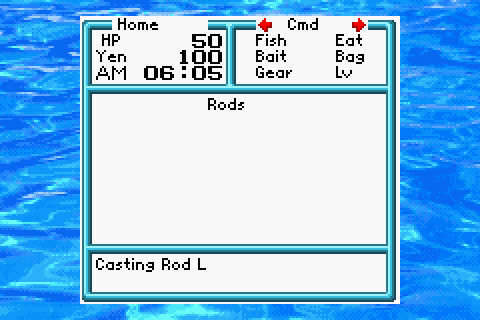 Home
HP 50
Yen 100
AM 06:05
Cmd
Fish Eat
Bait Bag
Gear Lv
Rods
Casting Rod L